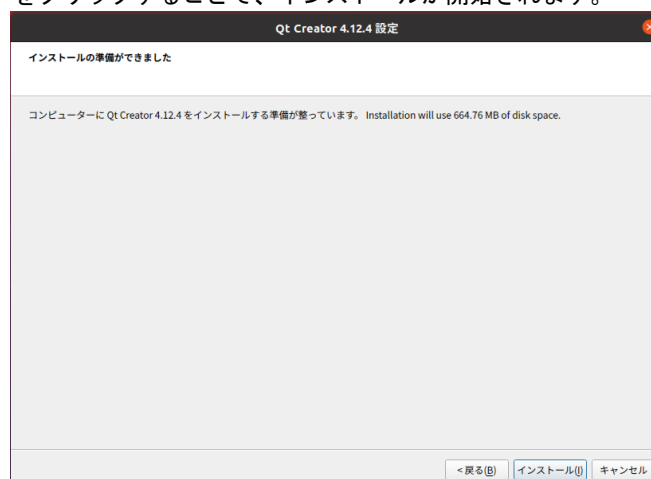 をクリックすることで、インストールが開始されます。
Qt Creator 4.12.4 設定
インストールの準備ができました
コンピューターに Qt Creator 4.12.4 をインストールする準備が整っています。 Installation will use 664.76 MB of disk space.
< 戻る(B) インストール(I) キャンセル